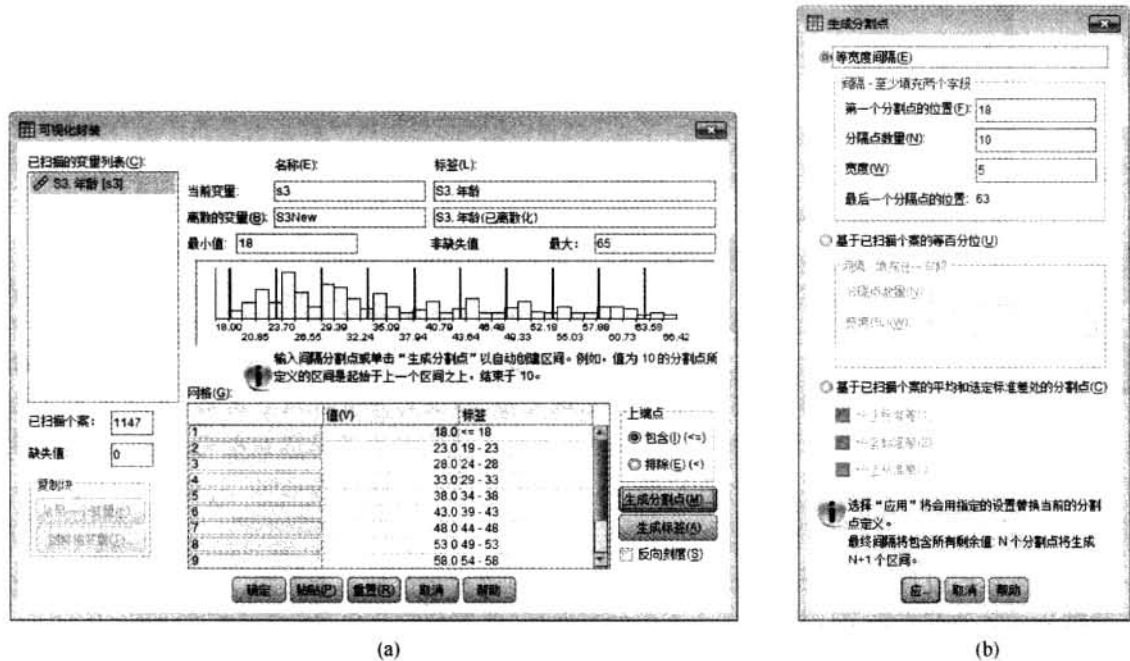 可视化封装
已扫描的变量列表(C):
S3. 年龄 [s3]
名称(E):
标签(L):
当前变量:
s3
S3. 年龄
离散的变量(B):
S3New
S3. 年龄(已离散化)
最小值:
18
非缺失值
最大:
65
18.00 23.70 29.39 35.09 40.79 46.48 52.18 57.88 63.58
20.85 26.55 32.24 37.94 43.63 49.33 55.03 60.73 66.42
输入间隔分割点或单击“生成分割点”以自动创建区间。例如,值为 10 的分割点所
定义的区间是起始于上一个区间之上,结束于 10。
网格(G):
值(V) 标签
1 18.0 <= 18
2 23.0 19 - 23
3 28.0 24 - 28
4 33.0 29 - 33
5 38.0 34 - 38
6 43.0 39 - 43
7 48.0 44 - 48
8 53.0 49 - 53
9 58.0 54 - 58
已扫描个案:
1147
缺失值
0
复制块
上端点
包含(I) (<=)
排除(E) (<)
生成分割点(M)...
生成标签(A)
反向刻度(S)
确定 粘贴(P) 重置(R) 取消 帮助
(a)
生成分割点
等宽度间隔(E)
间隔 - 至少填充两个字段
第一个分割点的位置(F):
18
分隔点数量(N):
10
宽度(W):
5
最后一个分隔点的位置: 63
基于已扫描个案的等百分位(U)
分割点数量(N):
基于已扫描个案的平均和选定标准差处的分割点(C)
选择“应用”将会用指定的设置替换当前的分割
点定义。
最终间隔将包含所有剩余值: N 个分割点将生成
N+1 个区间。
应... 取消 帮助
(b)